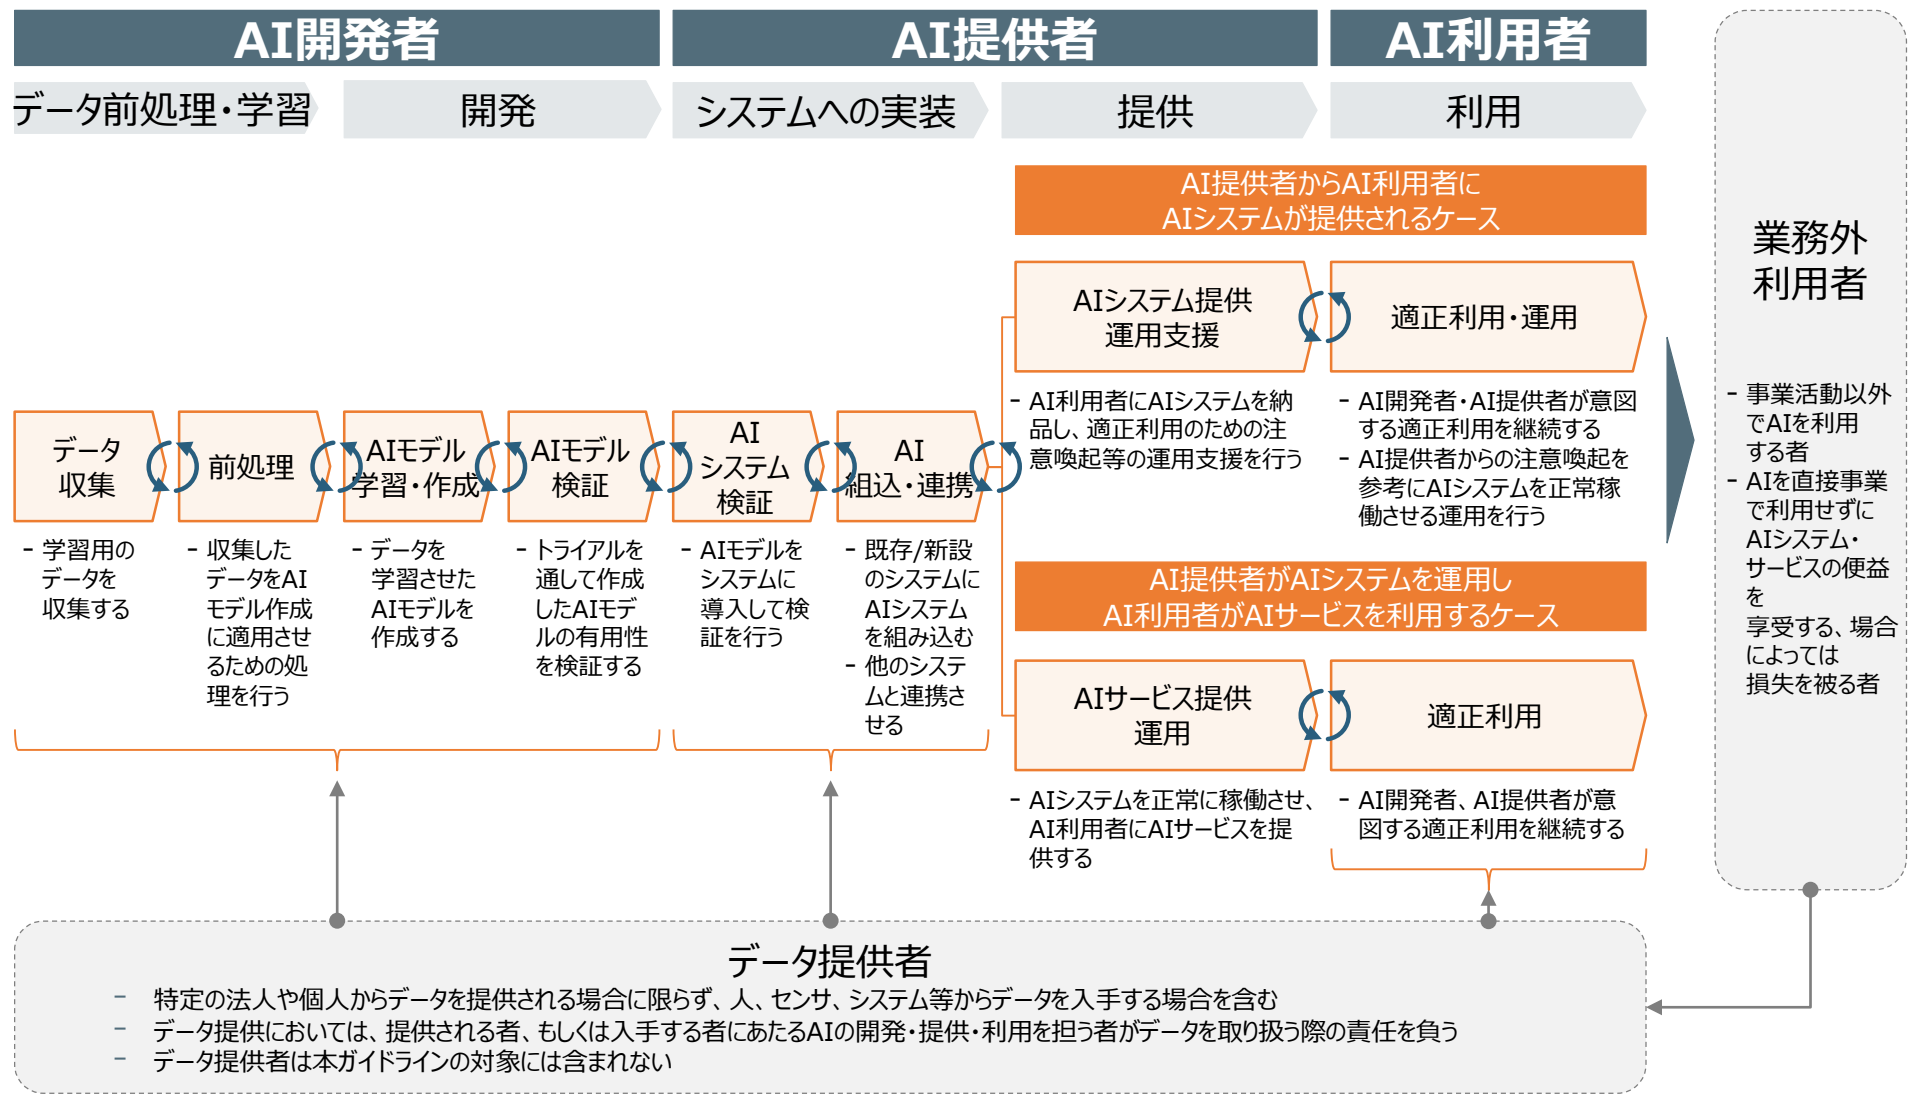 AI開発者
AI提供者
AI利用者
データ前処理・学習
開発
システムへの実装
提供
利用
AI提供者からAI利用者に
AIシステムが提供されるケース
AIシステム提供
運用支援
適正利用・運用
- AI利用者にAIシステムを納
品し、適正利用のための注
意喚起等の運用支援を行う
- AI開発者・AI提供者が意図
する適正利用を継続する
- AI提供者からの注意喚起を
参考にAIシステムを正常稼
働させる運用を行う
データ
収集
前処理
AIモデル
学習・作成
AIモデル
検証
AI
システム
検証
AI
組込・連携
- 学習用の
データを
収集する
- 収集した
データをAI
モデル作成
に適用させ
るための処
理を行う
- データを
学習させた
AIモデルを
作成する
- トライアルを
通して作成
したAIモデ
ルの有用性
を検証する
- AIモデルを
システムに
導入して検
証を行う
- 既存/新設
のシステムに
AIシステム
を組み込む
- 他のシステ
ムと連携さ
せる
AI提供者がAIシステムを運用し
AI利用者がAIサービスを利用するケース
AIサービス提供
運用
適正利用
- AIシステムを正常に稼働させ、
AI利用者にAIサービスを提
供する
- AI開発者、AI提供者が意
図する適正利用を継続する
業務外
利用者
- 事業活動以外
でAIを利用
する者
- AIを直接事業
で利用せずに
AIシステム・
サービスの便益
を
享受する、場合
によっては
損失を被る者
データ提供者
- 特定の法人や個人からデータを提供される場合に限らず、人、センサ、システム等からデータを入手する場合を含む
- データ提供においては、提供される者、もしくは入手する者にあたるAIの開発・提供・利用を担う者がデータを取り扱う際の責任を負う
- データ提供者は本ガイドラインの対象には含まれない